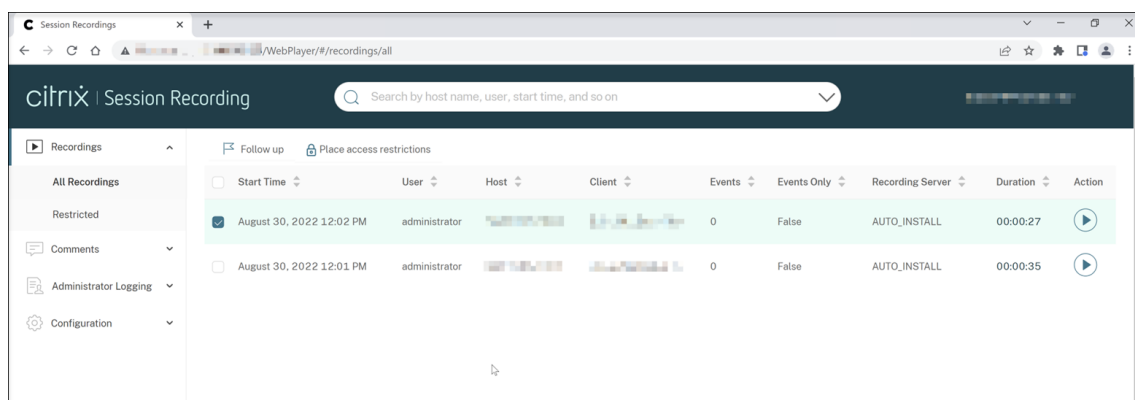 Session Recordings
/WebPlayer/#/recordings/all
citrix | Session Recording
Search by host name, user, start time, and so on
Recordings
All Recordings
Restricted
Comments
Administrator Logging
Configuration
Follow up Place access restrictions
Start Time User Host Client Events Events Only Recording Server Duration Action
August 30, 2022 12:02 PM administrator 0 False AUTO_INSTALL 00:00:27
August 30, 2022 12:01 PM administrator 0 False AUTO_INSTALL 00:00:35